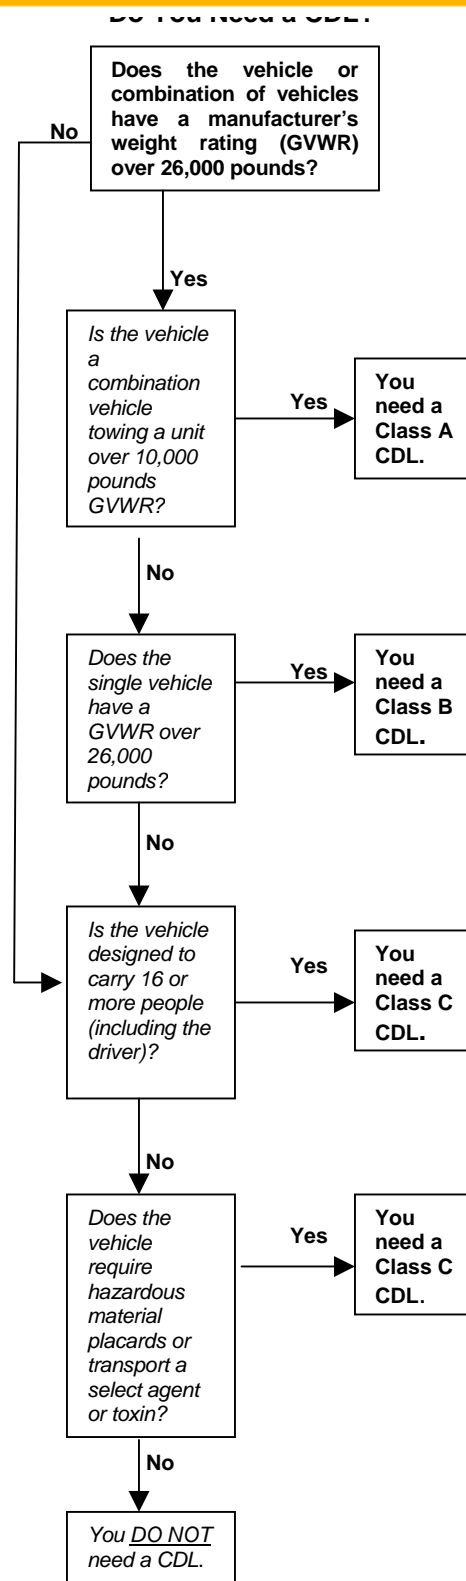 Do You Need a CDL?
Does the vehicle or
combination of vehicles
have a manufacturer's
weight rating (GVWR)
over 26,000 pounds?
No
Yes
Is the vehicle
a
combination
vehicle
towing a unit
over 10,000
pounds
GVWR?
Yes
You
need a
Class A
CDL.
No
Does the
single vehicle
have a
GVWR over
26,000
pounds?
Yes
You
need a
Class B
CDL.
No
Is the vehicle
designed to
carry 16 or
more people
(including the
driver)?
Yes
You
need a
Class C
CDL.
No
Does the
vehicle
require
hazardous
material
placards or
transport a
select agent
or toxin?
Yes
You
need a
Class C
CDL.
No
You DO NOT
need a CDL.